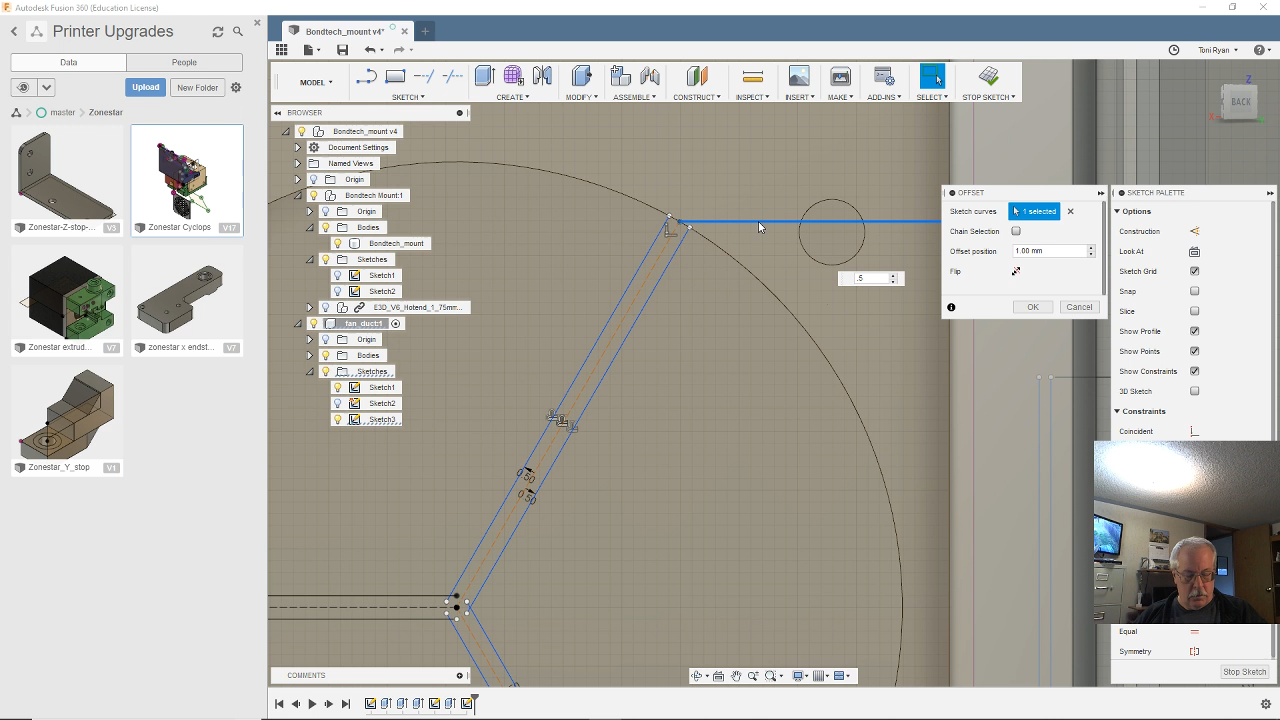 Autodesk Fusion 360 (Education License)
Printer Upgrades
Data
People
Upload
New Folder
master
Zonestar
Zonestar-Z-stop-...
V3
Zonestar Cyclops
V17
Zonestar extrud...
V7
zonestar x endst...
V7
Zonestar_Y_stop
V1
Bondtech_mount v4*
Toni Ryan
MODEL
SKETCH
CREATE
MODIFY
ASSEMBLE
CONSTRUCT
INSPECT
INSERT
MAKE
ADD-INS
SELECT
STOP SKETCH
BROWSER
Bondtech_mount v4
Document Settings
Named Views
Origin
Bondtech Mount:1
Origin
Bodies
Bondtech_mount
Sketches
Sketch1
Sketch2
E3D_V6_Hotend_1_75mm...
fan_duct:1
Origin
Bodies
Sketches
Sketch1
Sketch2
Sketch3
0.50
0.50
.5
Z
BACK
X
OFFSET
Sketch curves
1 selected
Chain Selection
Offset position
1.00 mm
Flip
OK
Cancel
SKETCH PALETTE
Options
Construction
Look At
Sketch Grid
Snap
Slice
Show Profile
Show Points
Show Constraints
3D Sketch
Constraints
Coincident
Equal
Symmetry
Stop Sketch
COMMENTS